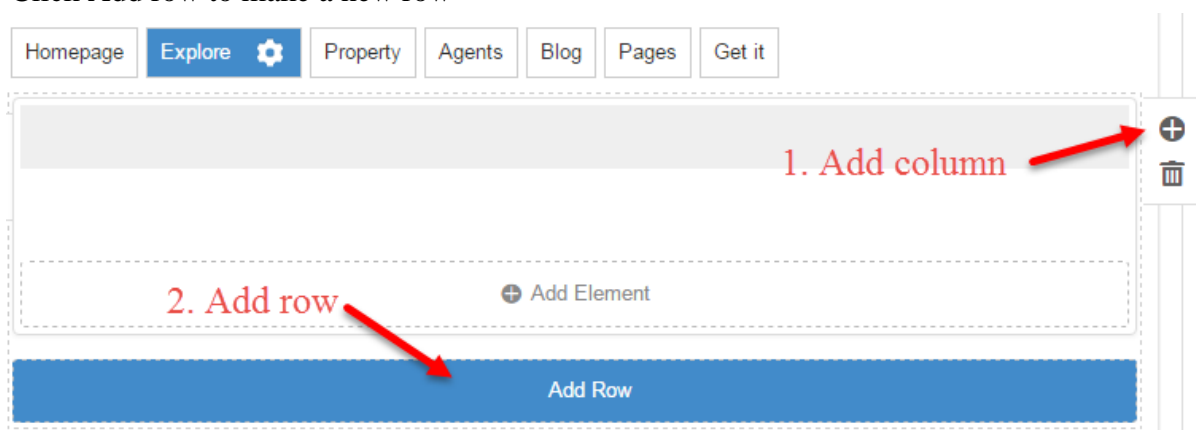 Homepage Explore Property Agents Blog Pages Get it
1. Add column
Add Element
2. Add row
Add Row